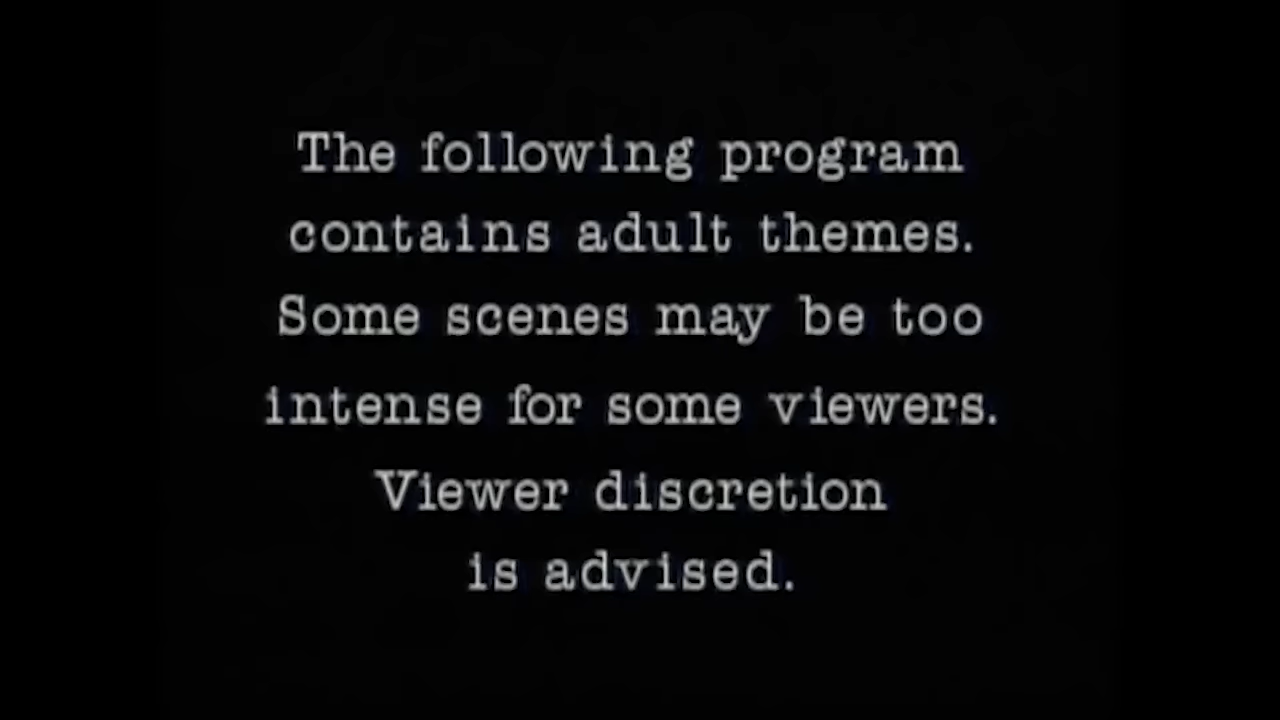 The following program
contains adult themes.
Some scenes may be too
intense for some viewers.
Viewer discretion
is advised.